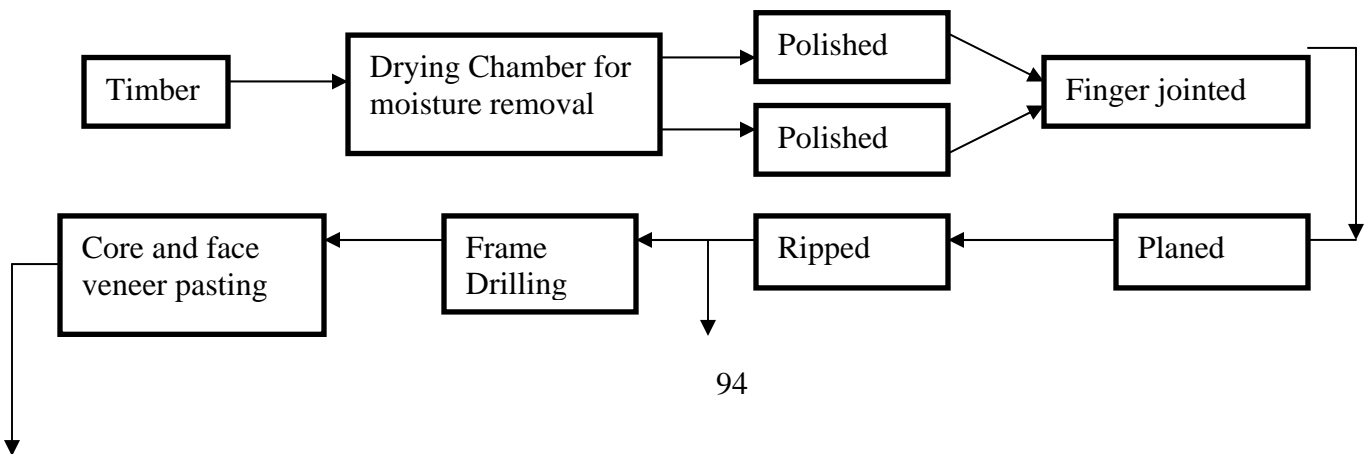 Timber
Drying Chamber for
moisture removal
Polished
Polished
Finger jointed
Planed
Ripped
Frame
Drilling
Core and face
veneer pasting
94